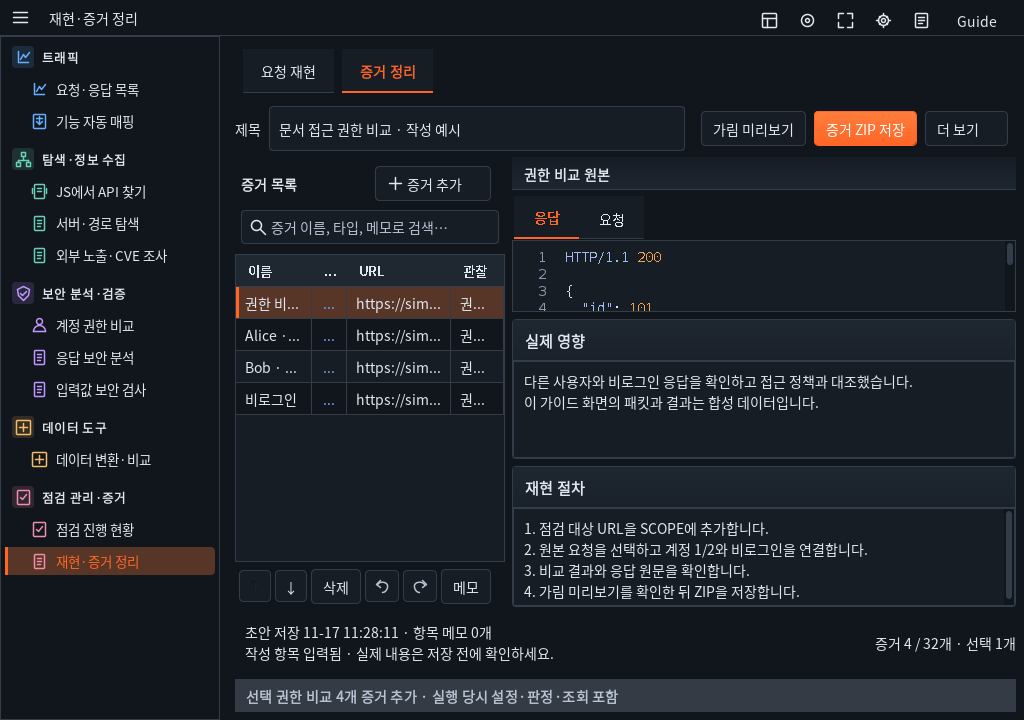 재현·증거 정리
Guide
트래픽
요청·응답 목록
기능 자동 매핑
탐색·정보 수집
JS에서 API 찾기
서버·경로 탐색
외부 노출·CVE 조사
보안 분석·검증
계정 권한 비교
응답 보안 분석
입력값 보안 검사
데이터 도구
데이터 변환·비교
점검 관리·증거
점검 진행 현황
재현·증거 정리
요청 재현
증거 정리
제목
문서 접근 권한 비교 · 작성 예시
가림 미리보기
증거 ZIP 저장
더 보기
증거 목록
증거 추가
증거 이름, 타입, 메모로 검색…
이름 ... URL 관찰
권한 비... ... https://sim... 권...
Alice ·... ... https://sim... 권...
Bob · ... ... https://sim... 권...
비로그인 ... https://sim... 권...
↑ ↓ 삭제 메모
권한 비교 원본
응답 요청
1 HTTP/1.1 200
2
3 {
4 "id": 101
실제 영향
다른 사용자와 비로그인 응답을 확인하고 접근 정책과 대조했습니다.
이 가이드 화면의 패킷과 결과는 합성 데이터입니다.
재현 절차
1. 점검 대상 URL을 SCOPE에 추가합니다.
2. 원본 요청을 선택하고 계정 1/2와 비로그인을 연결합니다.
3. 비교 결과와 응답 원문을 확인합니다.
4. 가림 미리보기를 확인한 뒤 ZIP을 저장합니다.
초안 저장 11-17 11:28:11 · 항목 메모 0개
작성 항목 입력됨 · 실제 내용은 저장 전에 확인하세요.
증거 4 / 32개 · 선택 1개
선택 권한 비교 4개 증거 추가 · 실행 당시 설정·판정·조회 포함